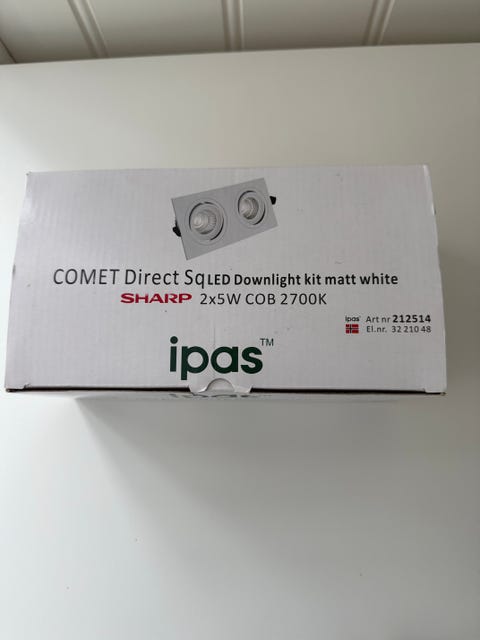 COMET Direct Sq LED Downlight kit matt white
SHARP 2x5W COB 2700K
ipas Art nr 212514
El.nr. 32 210 48
ipas™